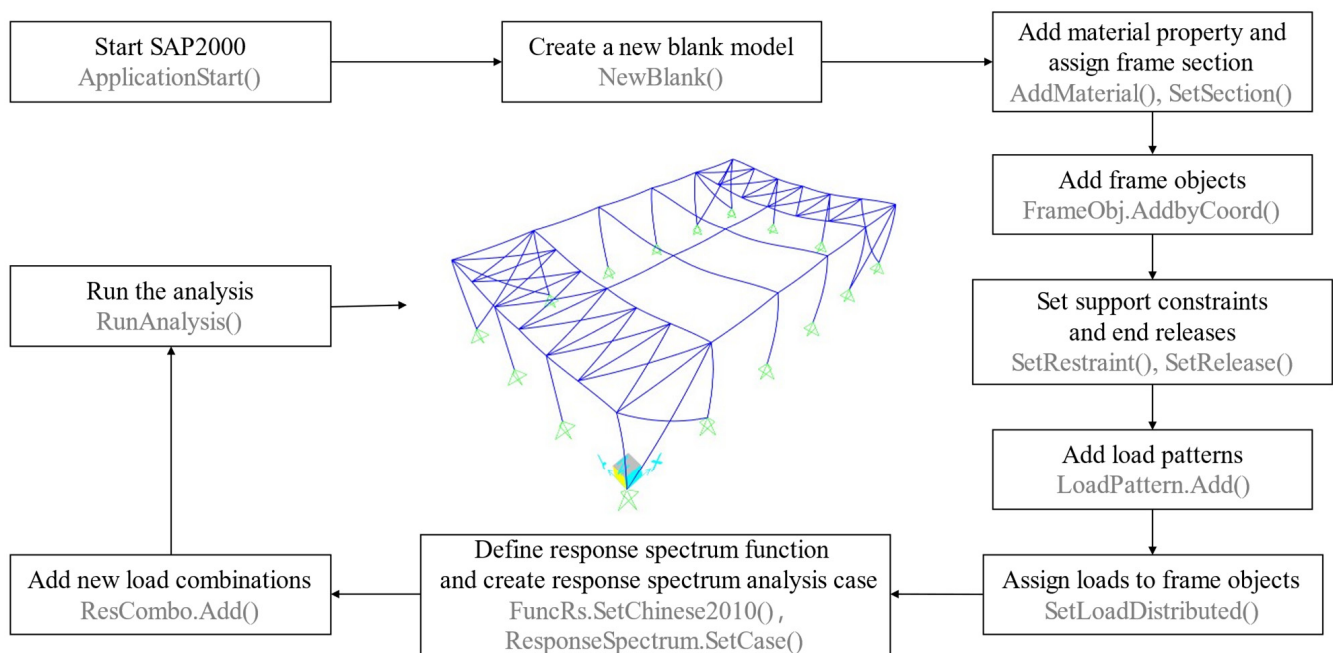 Start SAP2000
ApplicationStart()
Create a new blank model
NewBlank()
Add material property and
assign frame section
AddMaterial(), SetSection()
Add frame objects
FrameObj.AddbyCoord()
Set support constraints
and end releases
SetRestraint(), SetRelease()
Add load patterns
LoadPattern.Add()
Assign loads to frame objects
SetLoadDistributed()
Define response spectrum function
and create response spectrum analysis case
FuncRs.SetChinese2010() ,
ResponseSpectrum.SetCase()
Add new load combinations
ResCombo.Add()
Run the analysis
RunAnalysis()
X